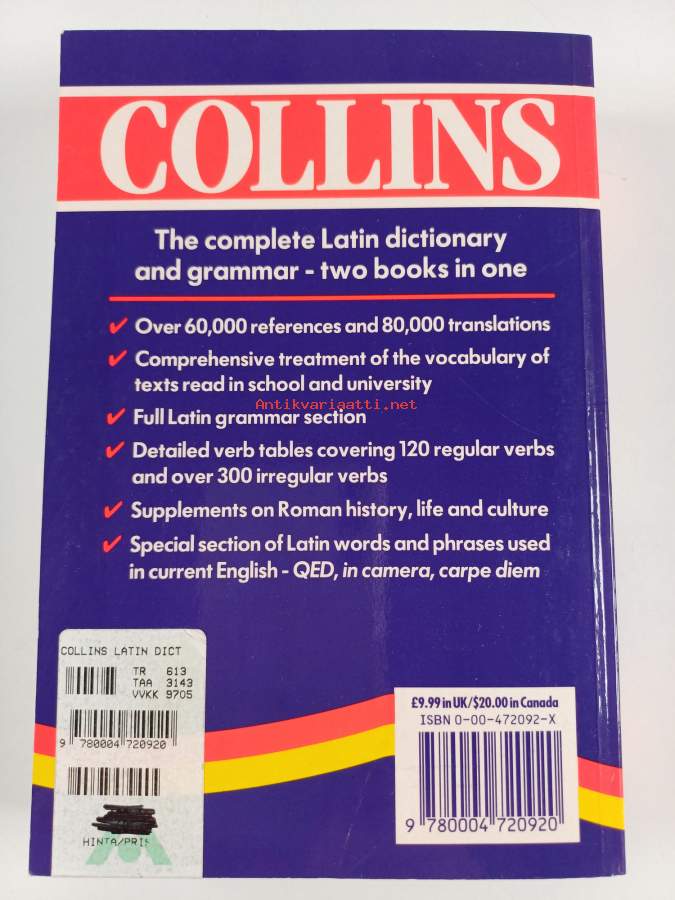 COLLINS
The complete Latin dictionary
and grammar - two books in one
Over 60,000 references and 80,000 translations
Comprehensive treatment of the vocabulary of
texts read in school and university
Antikvariaatti.net
Full Latin grammar section
Detailed verb tables covering 120 regular verbs
and over 300 irregular verbs
Supplements on Roman history, life and culture
Special section of Latin words and phrases used
in current English - QED, in camera, carpe diem
COLLINS LATIN DICT
TR 613
TAA 3143
VVKK 9705
9 780004 720920
HINTA/PRIS
£9.99 in UK/$20.00 in Canada
ISBN 0-00-472092-X
9 780004 720920